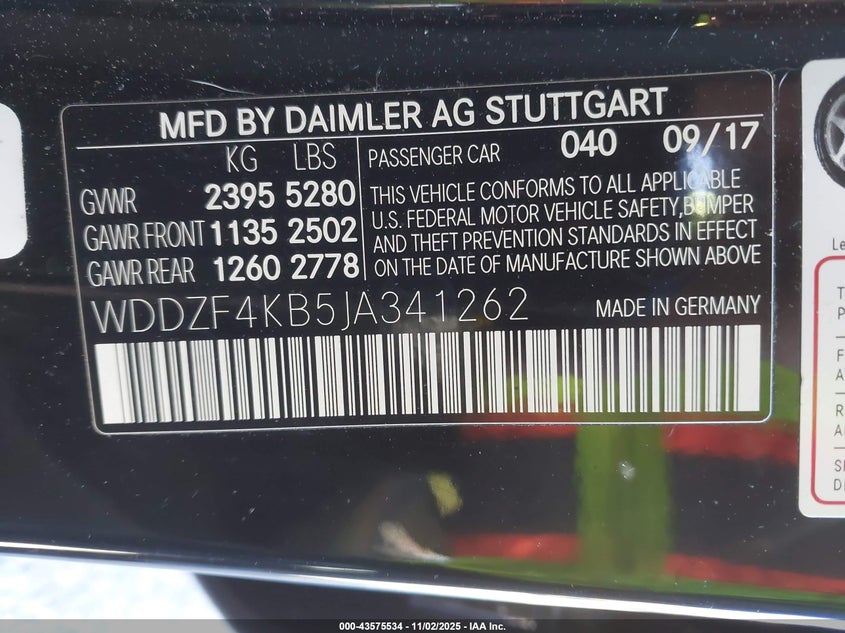 MFD BY DAIMLER AG STUTTGART
KG LBS
GVWR 2395 5280
GAWR FRONT 1135 2502
GAWR REAR 1260 2778
PASSENGER CAR 040 09/17
THIS VEHICLE CONFORMS TO ALL APPLICABLE
U.S. FEDERAL MOTOR VEHICLE SAFETY, BUMPER
AND THEFT PREVENTION STANDARDS IN EFFECT
ON THE DATE OF MANUFACTURE SHOWN ABOVE
WDDZF4KB5JA341262 MADE IN GERMANY
Le
T
P
F
A
R
A
S
D
000-43575534 - 11/02/2025 - IAA Inc.